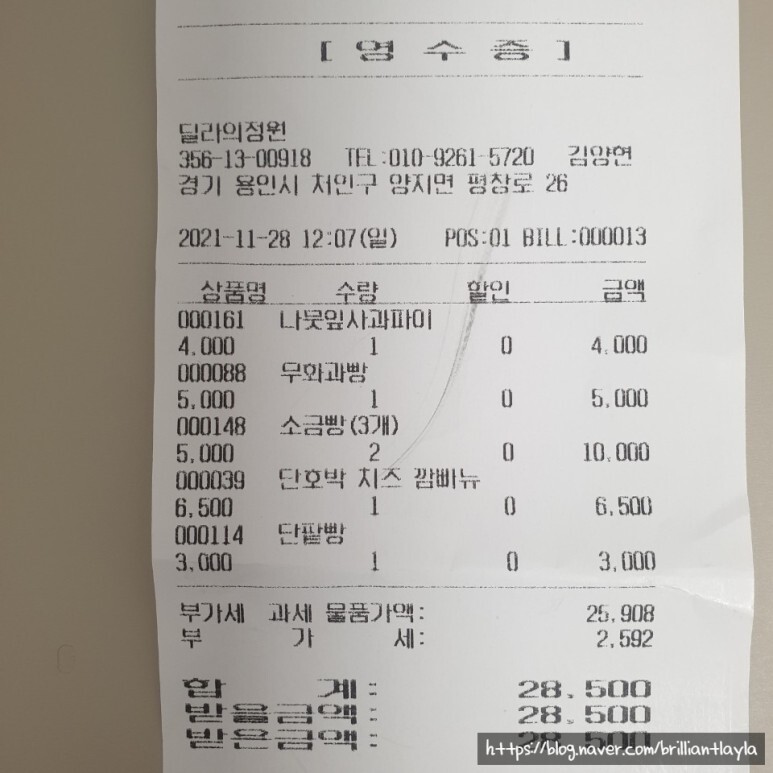 [ 영 수 증 ]
딜라의정원
356-13-00918 TEL:010-9261-5720 김양현
경기 용인시 처인구 양지면 평창로 26
2021-11-28 12:07(일) POS:01 BILL:000013
상품명 수량 할인 금액
000161 나뭇잎사과파이
4,000 1 0 4,000
000088 무화과빵
5,000 1 0 5,000
000148 소금빵(3개)
5,000 2 0 10,000
000039 단호박 치즈 깜빠뉴
6,500 1 0 6,500
000114 단팥빵
3,000 1 0 3,000
부가세 과세 물품가액: 25,908
부 가 세: 2,592
합 계: 28,500
받을금액: 28,500
받은금액: 28,500
https://blog.naver.com/brilliantlayla